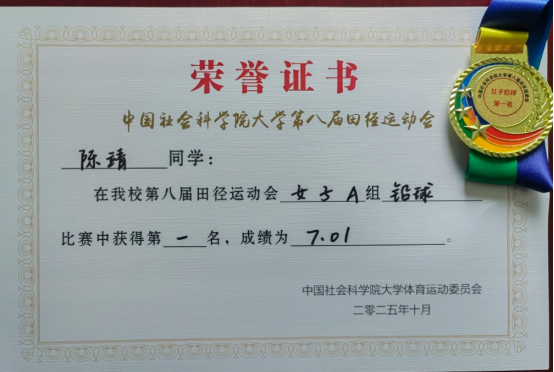 荣誉证书
中国社会科学院大学第八届田径运动会
陈靖同学：
在我校第八届田径运动会女子A组铅球
比赛中获得第一名，成绩为7.01。
中国社会科学院大学体育运动委员会
二零二五年十月
女子铅球
第一名